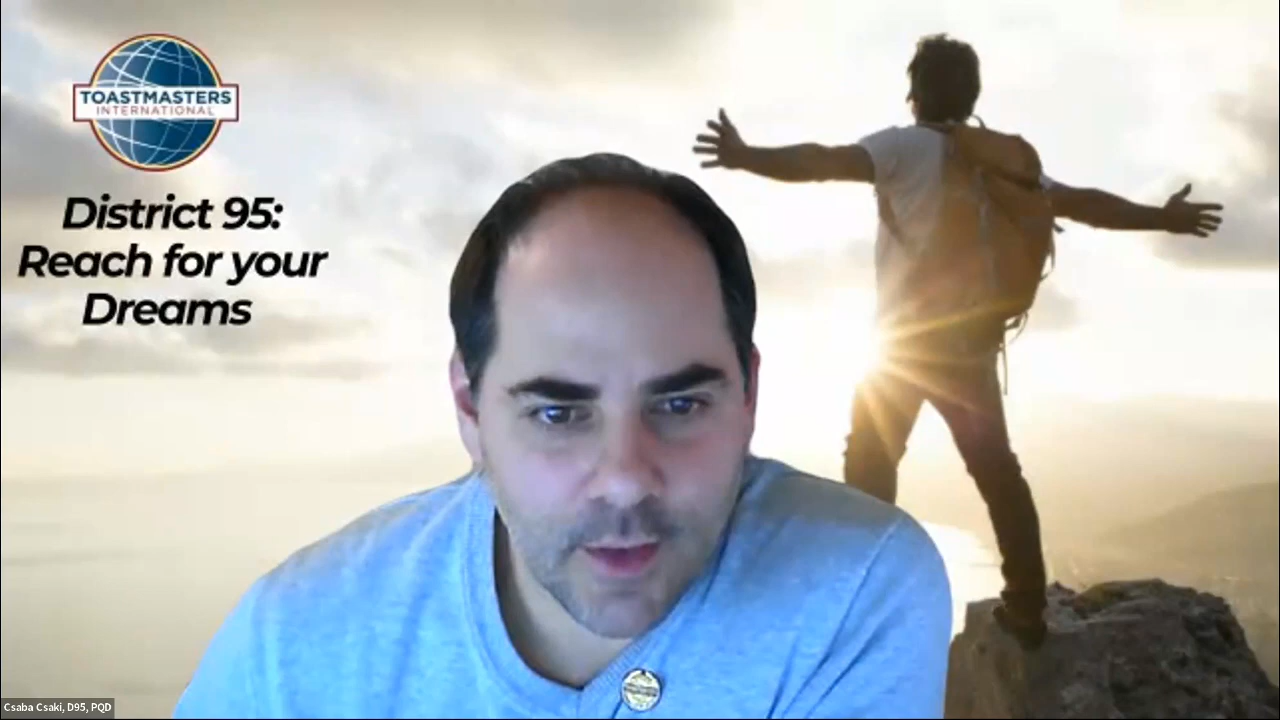 TOASTMASTERS
INTERNATIONAL
District 95:
Reach for your
Dreams
Csaba Csaki, D95, PQD